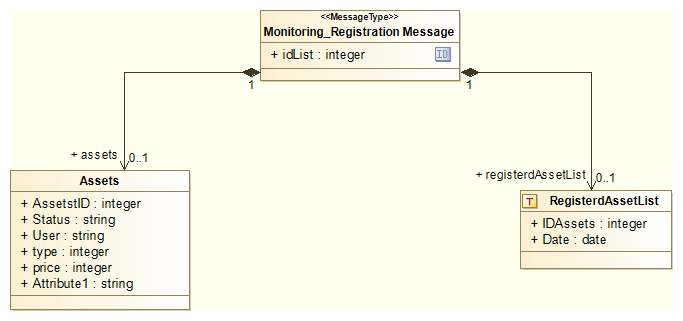 <<MessageType>>
Monitoring_Registration Message
+ idList : integer
ID
1
1
+ assets
0..1
+ registerdAssetList
0..1
Assets
+ AssetstID : integer
+ Status : string
+ User : string
+ type : integer
+ price : integer
+ Attribute1 : string
T
RegisterdAssetList
+ IDAssets : integer
+ Date : date